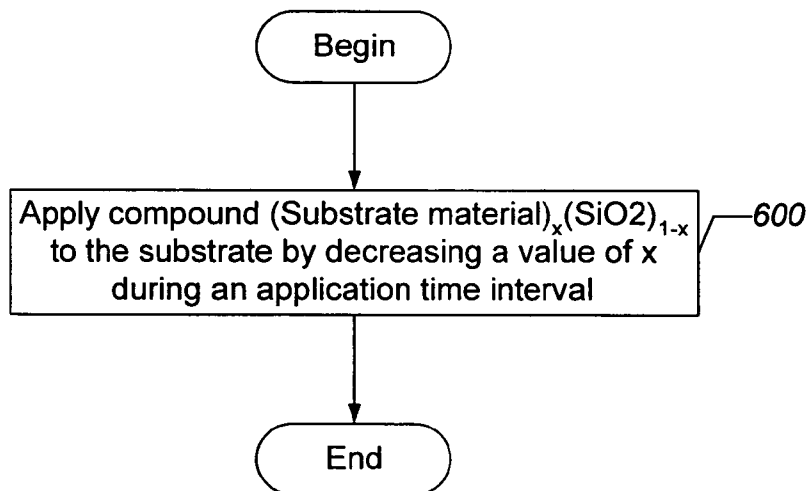 Begin
Apply compound (Substrate material)ₓ(SiO2)₁₋ₓ
to the substrate by decreasing a value of x
during an application time interval
600
End